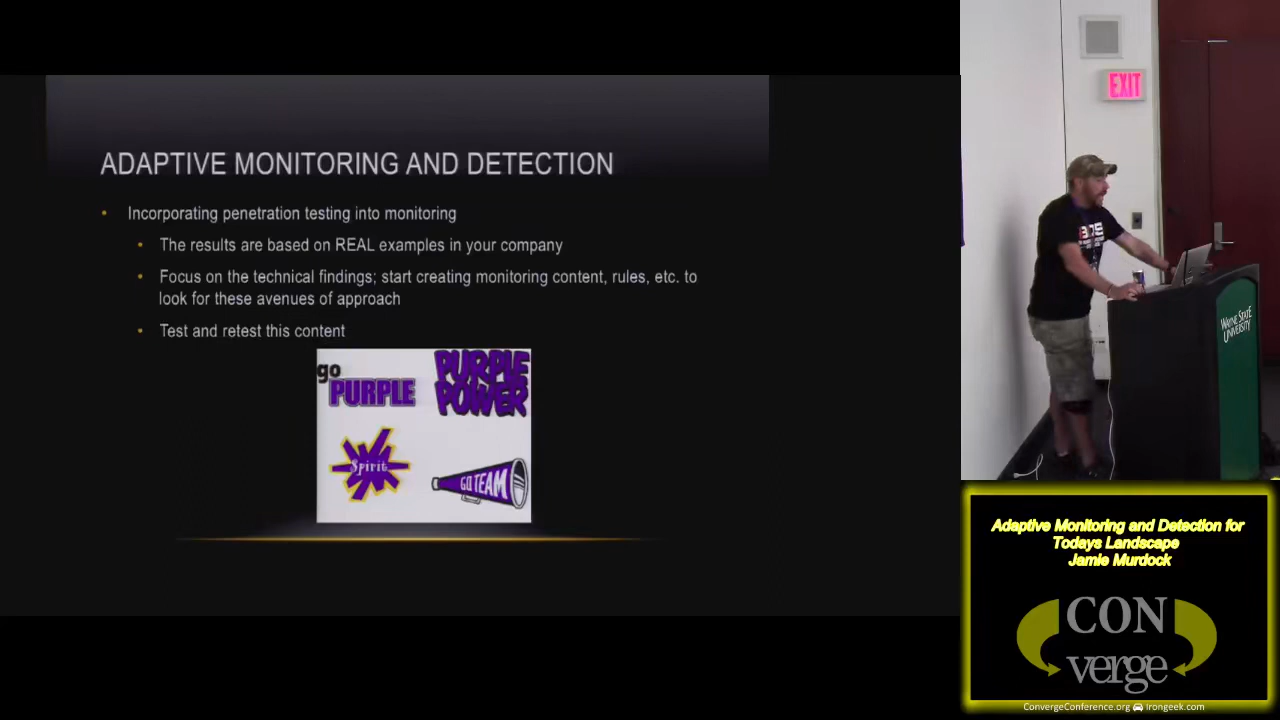 ADAPTIVE MONITORING AND DETECTION
• Incorporating penetration testing into monitoring
• The results are based on REAL examples in your company
• Focus on the technical findings; start creating monitoring content, rules, etc. to
look for these avenues of approach
• Test and retest this content
go
PURPLE
PURPLE
POWER
Spirit
GO TEAM
EXIT
WAYNE STATE
UNIVERSITY
Adaptive Monitoring and Detection for
Todays Landscape
Jamie Murdock
CON
verge
ConvergeConference.org Irongeek.com